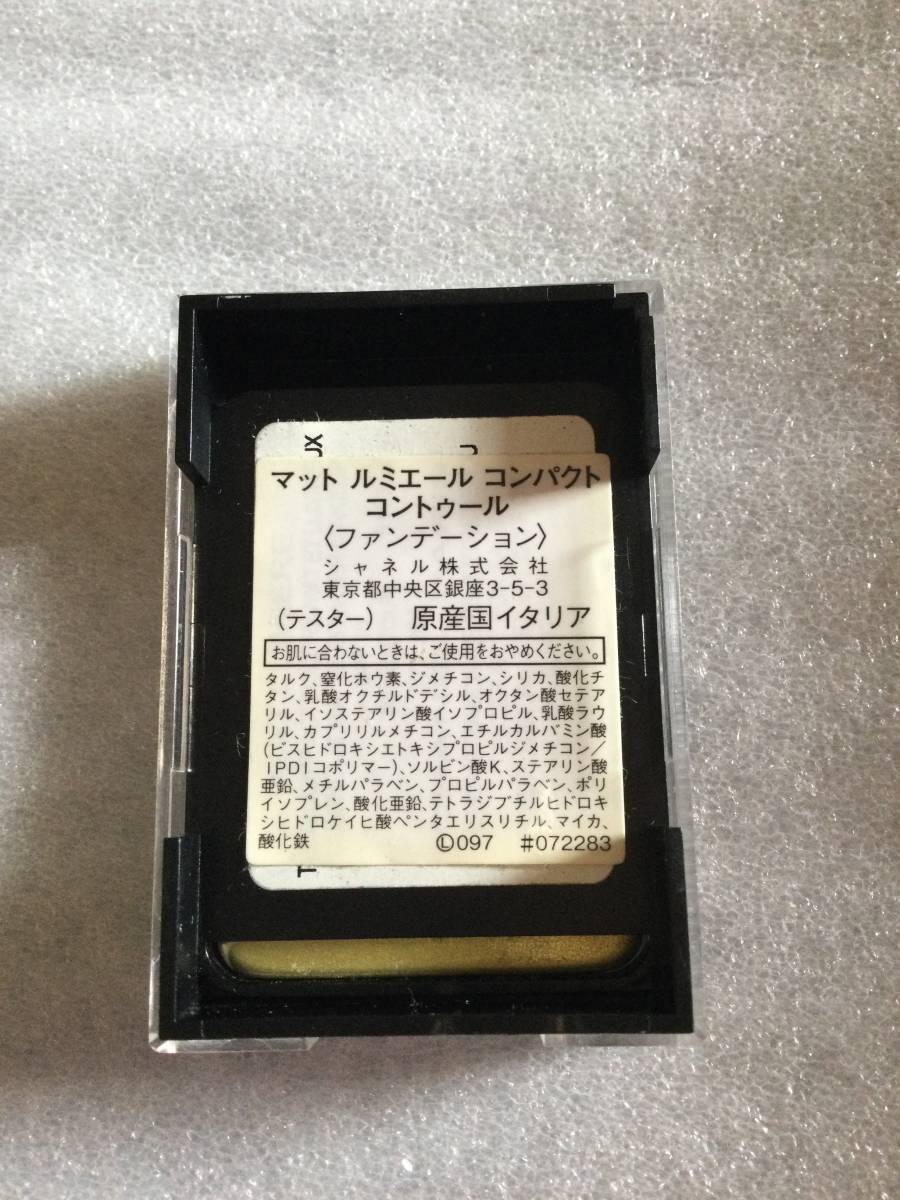 UX
マット ルミエール コンパクト
コントゥール
〈ファンデーション〉
シャネル株式会社
東京都中央区銀座3-5-3
(テスター) 原産国イタリア
お肌に合わないときは、ご使用をおやめください。
タルク、窒化ホウ素、ジメチコン、シリカ、酸化チ
タン、乳酸オクチルドデシル、オクタン酸セテア
リル、イソステアリン酸イソプロピル、乳酸ラウ
リル、カプリリルメチコン、エチルカルバミン酸
(ビスヒドロキシエトキシプロピルジメチコン/
IPDIコポリマー)、ソルビン酸K、ステアリン酸
亜鉛、メチルパラベン、プロピルパラベン、ポリ
イソプレン、酸化亜鉛、テトラジブチルヒドロキ
シヒドロケイヒ酸ペンタエリスリチル、マイカ、
酸化鉄 Ⓛ097 #072283